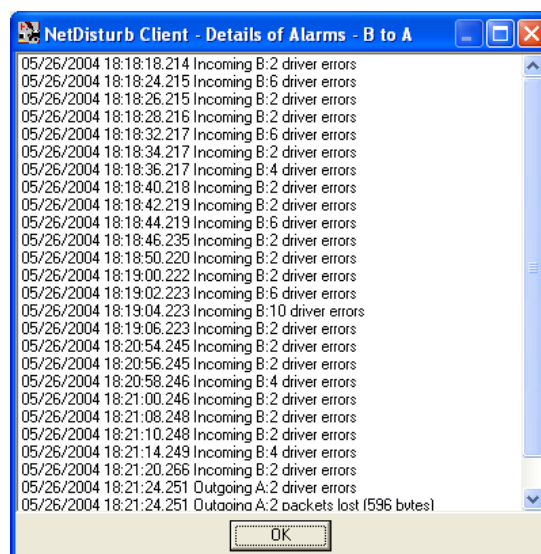 NetDisturb Client - Details of Alarms - B to A
05/26/2004 18:18:18.214 Incoming B:2 driver errors
05/26/2004 18:18:24.215 Incoming B:6 driver errors
05/26/2004 18:18:26.215 Incoming B:2 driver errors
05/26/2004 18:18:28.216 Incoming B:2 driver errors
05/26/2004 18:18:32.217 Incoming B:6 driver errors
05/26/2004 18:18:34.217 Incoming B:2 driver errors
05/26/2004 18:18:36.217 Incoming B:4 driver errors
05/26/2004 18:18:40.218 Incoming B:2 driver errors
05/26/2004 18:18:42.219 Incoming B:2 driver errors
05/26/2004 18:18:44.219 Incoming B:6 driver errors
05/26/2004 18:18:46.235 Incoming B:2 driver errors
05/26/2004 18:18:50.220 Incoming B:2 driver errors
05/26/2004 18:19:00.222 Incoming B:2 driver errors
05/26/2004 18:19:02.223 Incoming B:6 driver errors
05/26/2004 18:19:04.223 Incoming B:10 driver errors
05/26/2004 18:19:06.223 Incoming B:2 driver errors
05/26/2004 18:20:54.245 Incoming B:2 driver errors
05/26/2004 18:20:56.245 Incoming B:2 driver errors
05/26/2004 18:20:58.246 Incoming B:4 driver errors
05/26/2004 18:21:00.246 Incoming B:2 driver errors
05/26/2004 18:21:08.248 Incoming B:2 driver errors
05/26/2004 18:21:10.248 Incoming B:2 driver errors
05/26/2004 18:21:14.249 Incoming B:4 driver errors
05/26/2004 18:21:20.266 Incoming B:2 driver errors
05/26/2004 18:21:24.251 Outgoing A:2 driver errors
05/26/2004 18:21:24.251 Outgoing A:2 packets lost (596 bytes)
OK